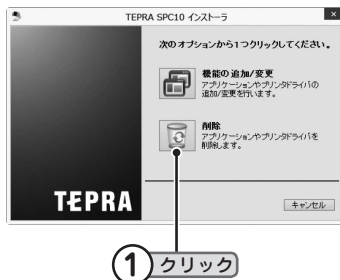 TEPRA SPC10 インストーラ
次のオプションから1つクリックしてください。
機能の追加/変更
アプリケーションやプリンタドライバの
追加/変更を行います。
削除
アプリケーションやプリンタドライバを
削除します。
TEPRA
キャンセル
1 クリック